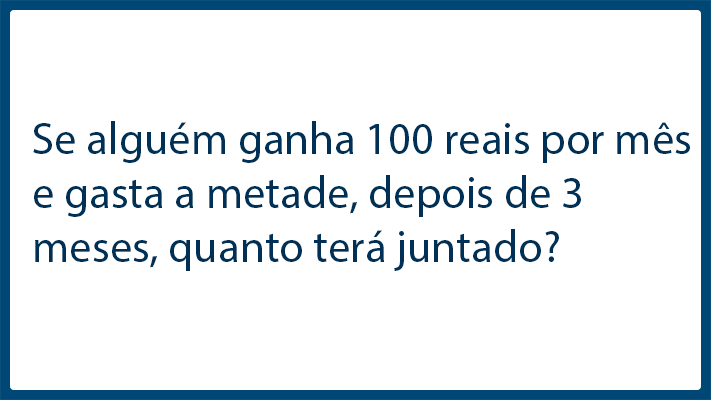 Se alguém ganha 100 reais por mês
e gasta a metade, depois de 3
meses, quanto terá juntado?